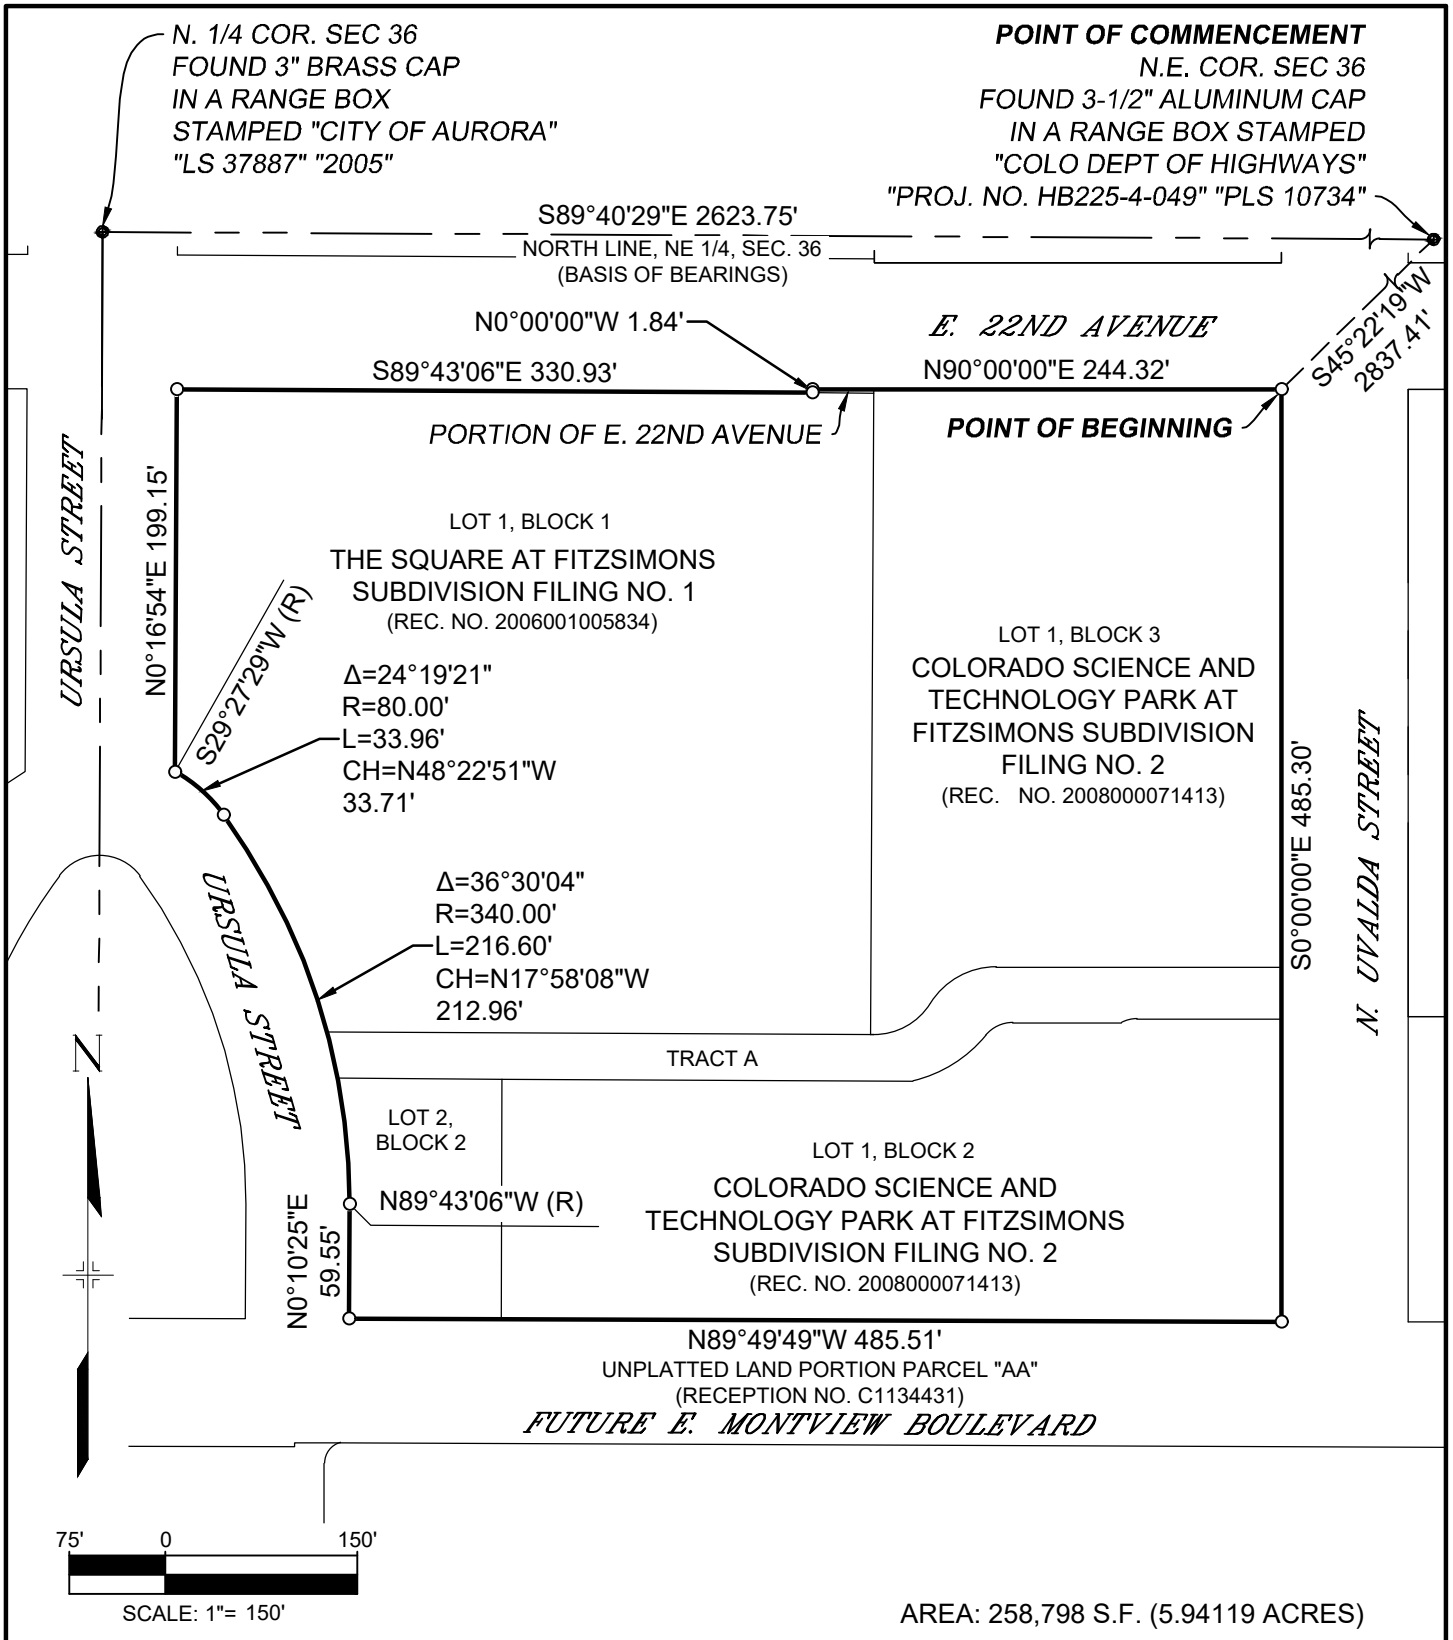 N. 1/4 COR. SEC 36
FOUND 3" BRASS CAP
IN A RANGE BOX
STAMPED "CITY OF AURORA"
"LS 37887" "2005"
POINT OF COMMENCEMENT
N.E. COR. SEC 36
FOUND 3-1/2" ALUMINUM CAP
IN A RANGE BOX STAMPED
"COLO DEPT OF HIGHWAYS"
"PROJ. NO. HB225-4-049" "PLS 10734"
S89°40'29"E 2623.75'
NORTH LINE, NE 1/4, SEC. 36
(BASIS OF BEARINGS)
S45°22'19"W
2837.41'
N0°00'00"W 1.84'
E. 22ND AVENUE
S89°43'06"E 330.93'
N90°00'00"E 244.32'
PORTION OF E. 22ND AVENUE
POINT OF BEGINNING
URSULA STREET
N0°16'54"E 199.15'
LOT 1, BLOCK 1
THE SQUARE AT FITZSIMONS
SUBDIVISION FILING NO. 1
(REC. NO. 2006001005834)
S29°27'29"W (R)
Δ=24°19'21"
R=80.00'
L=33.96'
CH=N48°22'51"W
33.71'
LOT 1, BLOCK 3
COLORADO SCIENCE AND
TECHNOLOGY PARK AT
FITZSIMONS SUBDIVISION
FILING NO. 2
(REC. NO. 2008000071413)
S0°00'00"E 485.30'
N. UVALDA STREET
Δ=36°30'04"
R=340.00'
L=216.60'
CH=N17°58'08"W
212.96'
URSULA STREET
N
TRACT A
LOT 2,
BLOCK 2
LOT 1, BLOCK 2
COLORADO SCIENCE AND
TECHNOLOGY PARK AT FITZSIMONS
SUBDIVISION FILING NO. 2
(REC. NO. 2008000071413)
N89°43'06"W (R)
N0°10'25"E
59.55'
N89°49'49"W 485.51'
UNPLATTED LAND PORTION PARCEL "AA"
(RECEPTION NO. C1134431)
FUTURE E. MONTVIEW BOULEVARD
75' 0 150'
SCALE: 1"= 150'
AREA: 258,798 S.F. (5.94119 ACRES)